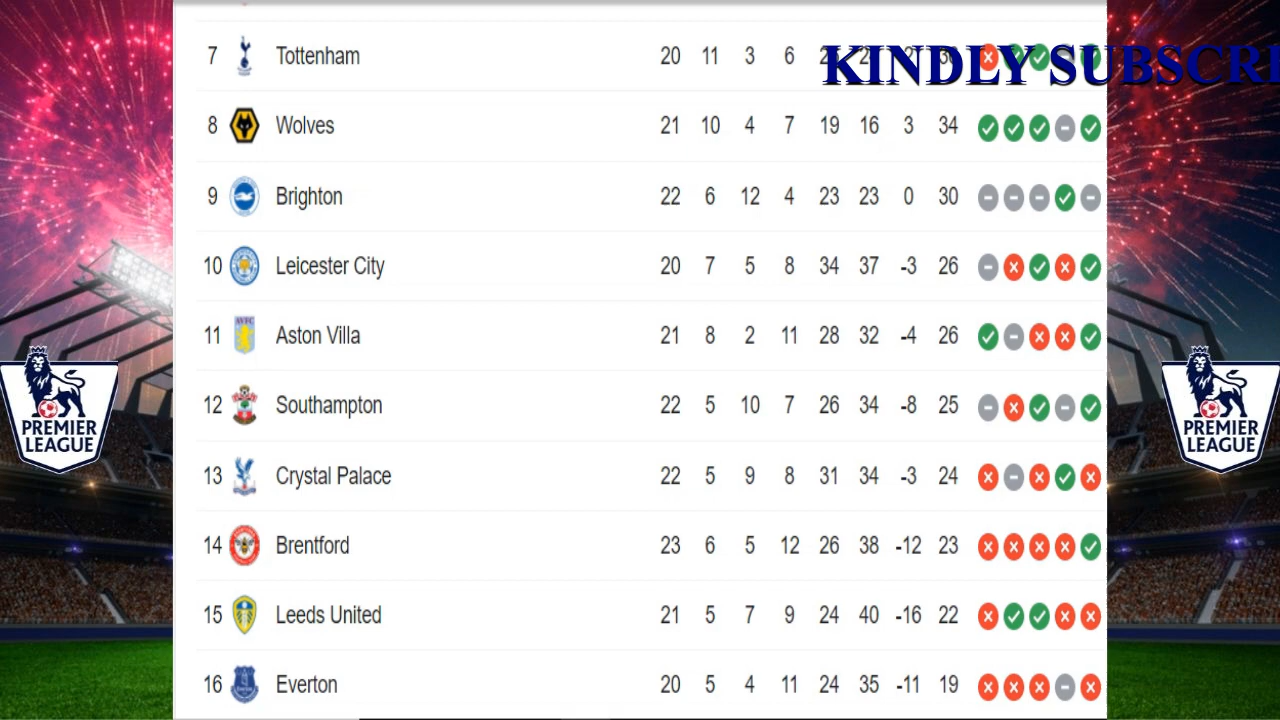 7 Tottenham 20 11 3 6
KINDLY SUBSCRI
8 Wolves 21 10 4 7 19 16 3 34
9 Brighton 22 6 12 4 23 23 0 30
10 Leicester City 20 7 5 8 34 37 -3 26
11 Aston Villa 21 8 2 11 28 32 -4 26
12 Southampton 22 5 10 7 26 34 -8 25
13 Crystal Palace 22 5 9 8 31 34 -3 24
14 Brentford 23 6 5 12 26 38 -12 23
15 Leeds United 21 5 7 9 24 40 -16 22
16 Everton 20 5 4 11 24 35 -11 19
PREMIER
LEAGUE
PREMIER
LEAGUE